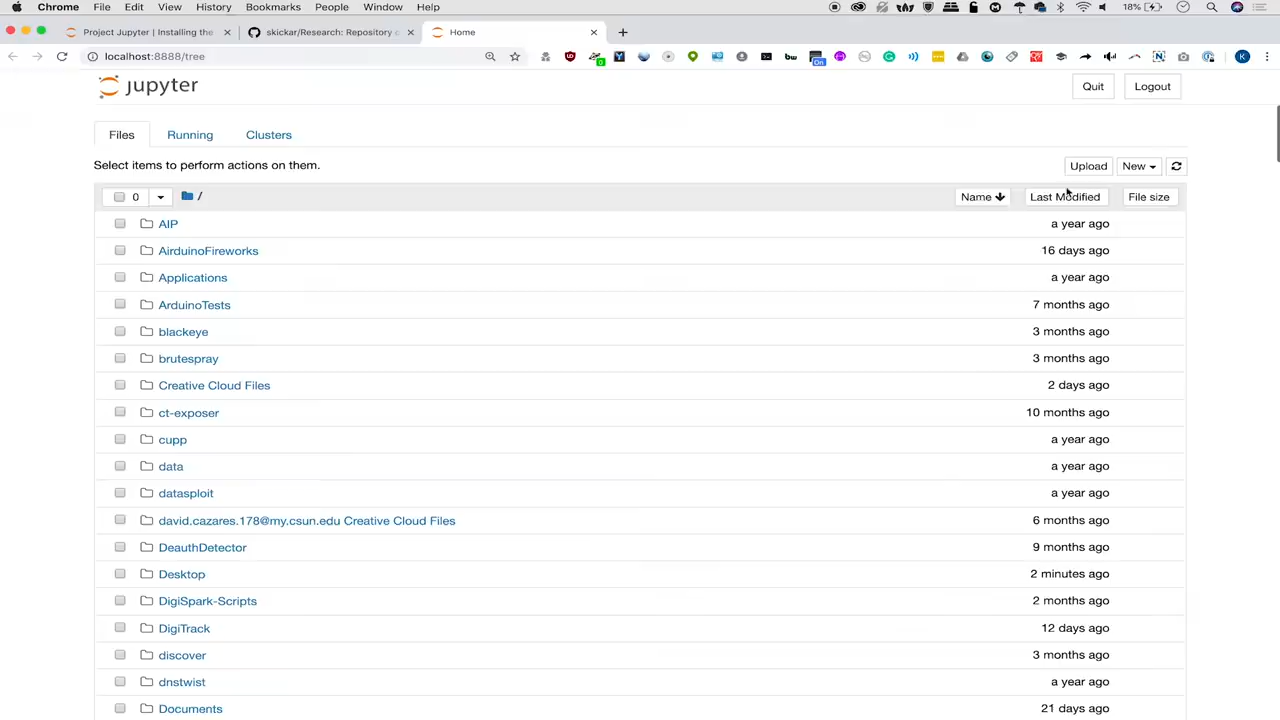 Chrome File Edit View History Bookmarks People Window Help 18%
Project Jupyter | Installing the skickar/Research: Repository o Home
localhost:8888/tree On K
jupyter Quit Logout
Files Running Clusters
Select items to perform actions on them. Upload New
0 / Name Last Modified File size
AIP a year ago
AirduinoFireworks 16 days ago
Applications a year ago
ArduinoTests 7 months ago
blackeye 3 months ago
brutespray 3 months ago
Creative Cloud Files 2 days ago
ct-exposer 10 months ago
cupp a year ago
data a year ago
datasploit a year ago
david.cazares.178@my.csun.edu Creative Cloud Files 6 months ago
DeauthDetector 9 months ago
Desktop 2 minutes ago
DigiSpark-Scripts 2 months ago
DigiTrack 12 days ago
discover 3 months ago
dnstwist a year ago
Documents 21 days ago